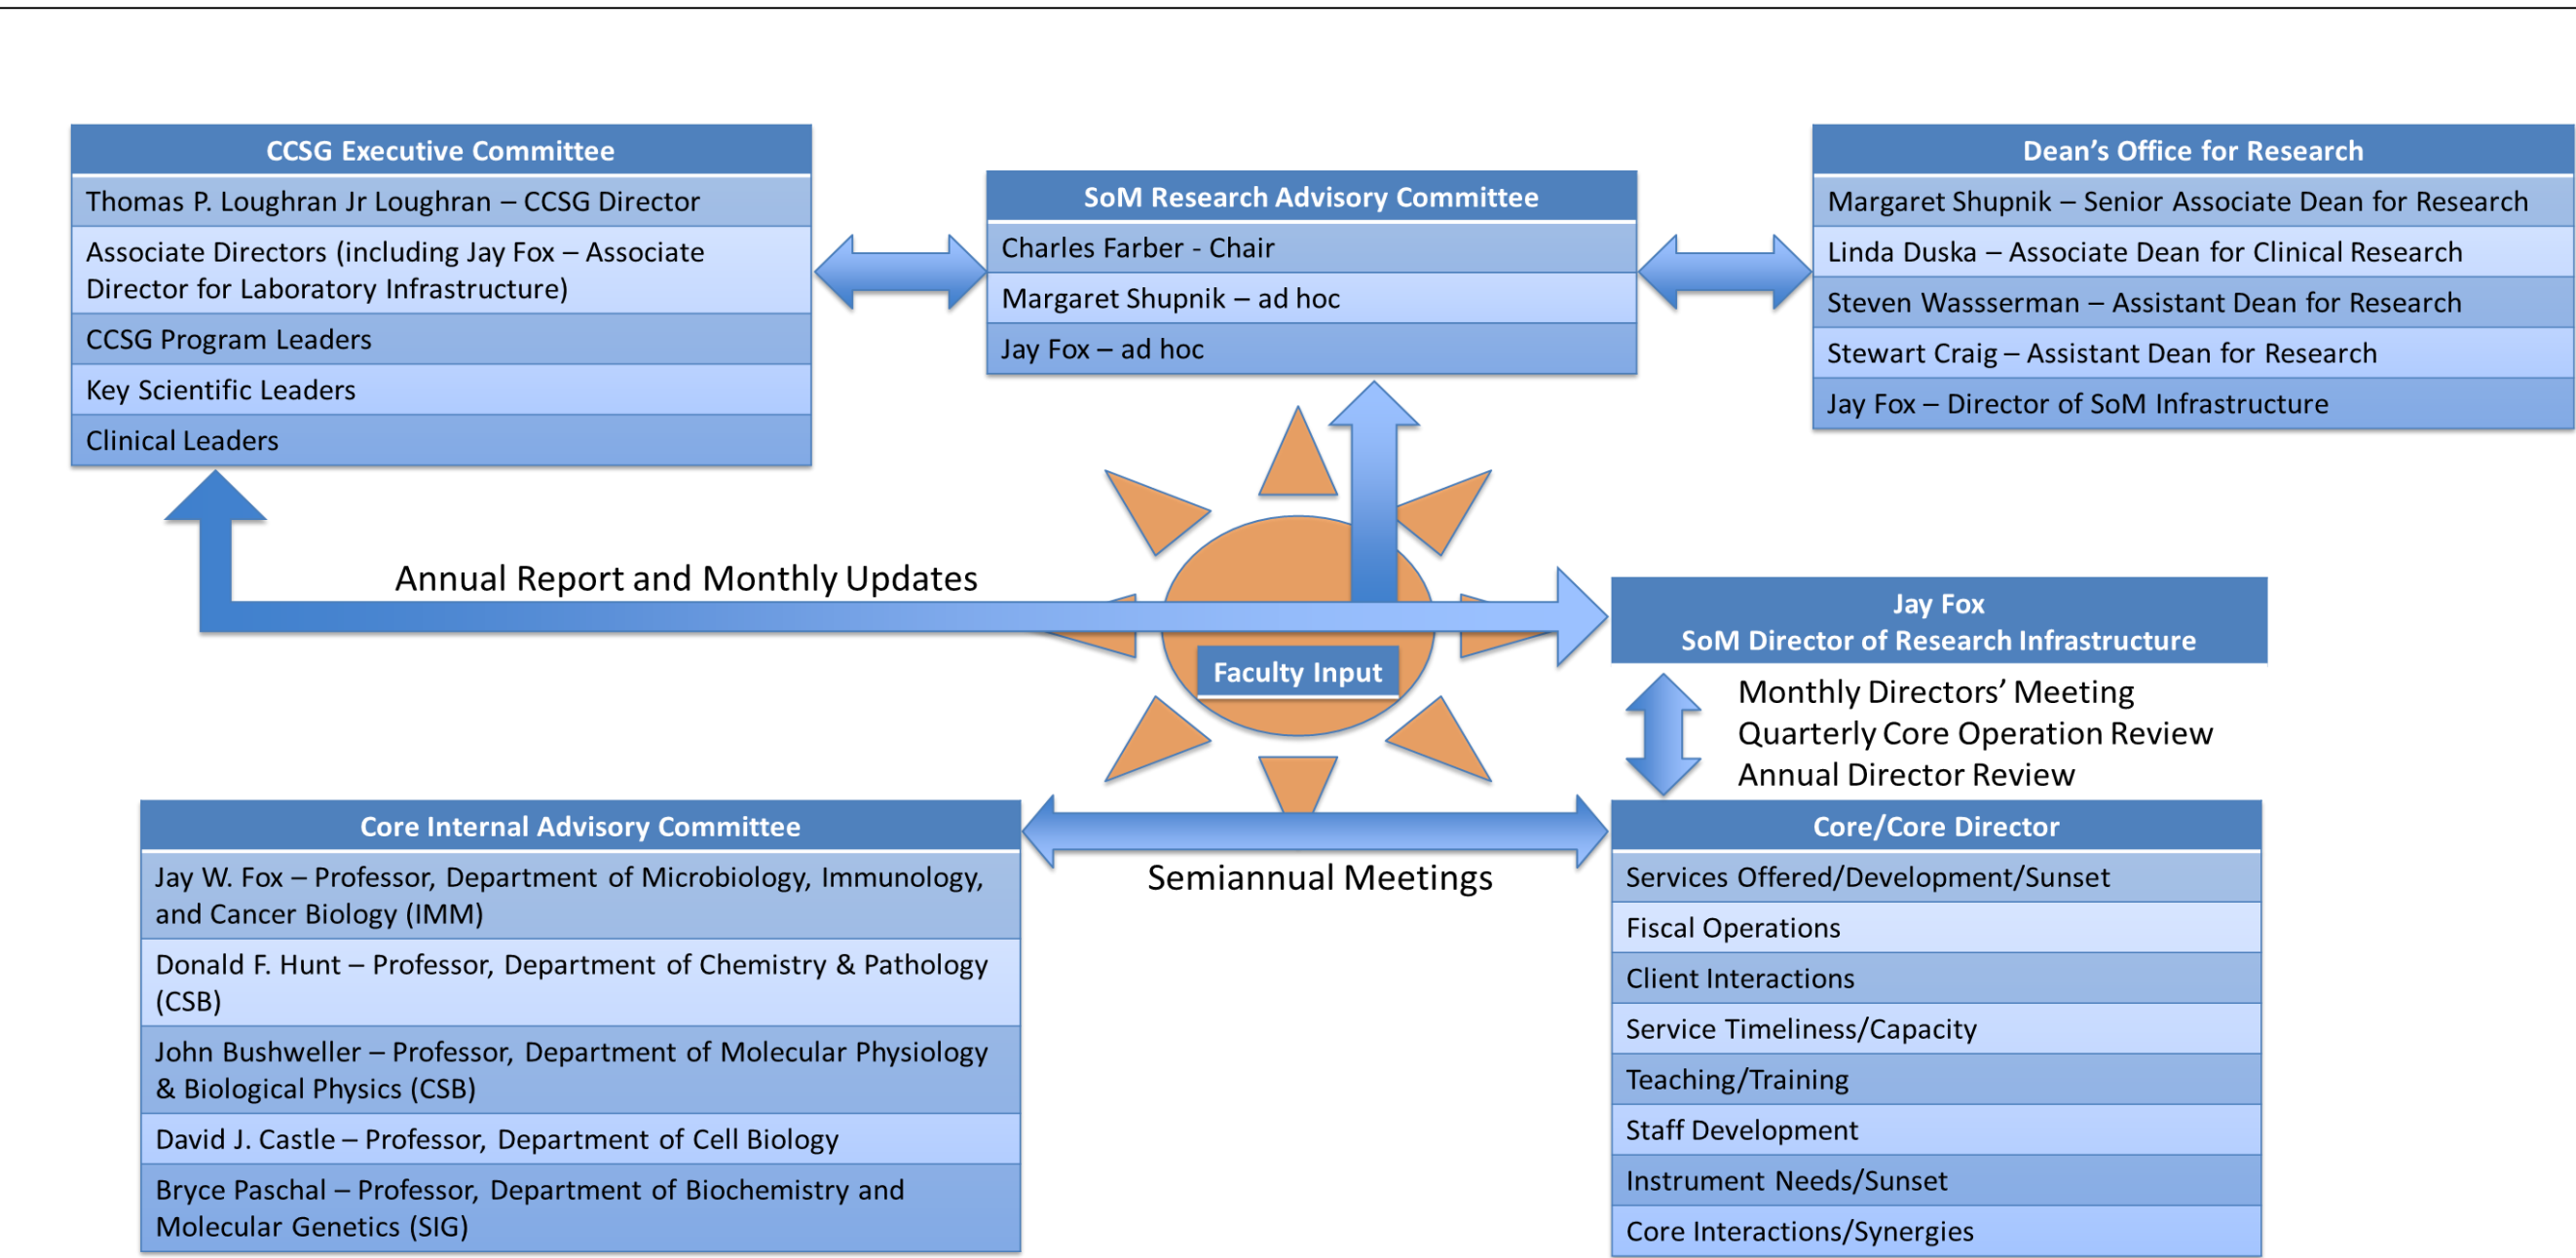 CCSG Executive Committee
Thomas P. Loughran Jr Loughran – CCSG Director
Associate Directors (including Jay Fox – Associate
Director for Laboratory Infrastructure)
CCSG Program Leaders
Key Scientific Leaders
Clinical Leaders
SoM Research Advisory Committee
Charles Farber - Chair
Margaret Shupnik – ad hoc
Jay Fox – ad hoc
Dean’s Office for Research
Margaret Shupnik – Senior Associate Dean for Research
Linda Duska – Associate Dean for Clinical Research
Steven Wassserman – Assistant Dean for Research
Stewart Craig – Assistant Dean for Research
Jay Fox – Director of SoM Infrastructure
Annual Report and Monthly Updates
Faculty Input
Jay Fox
SoM Director of Research Infrastructure
Monthly Directors’ Meeting
Quarterly Core Operation Review
Annual Director Review
Core Internal Advisory Committee
Jay W. Fox – Professor, Department of Microbiology, Immunology,
and Cancer Biology (IMM)
Donald F. Hunt – Professor, Department of Chemistry & Pathology
(CSB)
John Bushweller – Professor, Department of Molecular Physiology
& Biological Physics (CSB)
David J. Castle – Professor, Department of Cell Biology
Bryce Paschal – Professor, Department of Biochemistry and
Molecular Genetics (SIG)
Semiannual Meetings
Core/Core Director
Services Offered/Development/Sunset
Fiscal Operations
Client Interactions
Service Timeliness/Capacity
Teaching/Training
Staff Development
Instrument Needs/Sunset
Core Interactions/Synergies